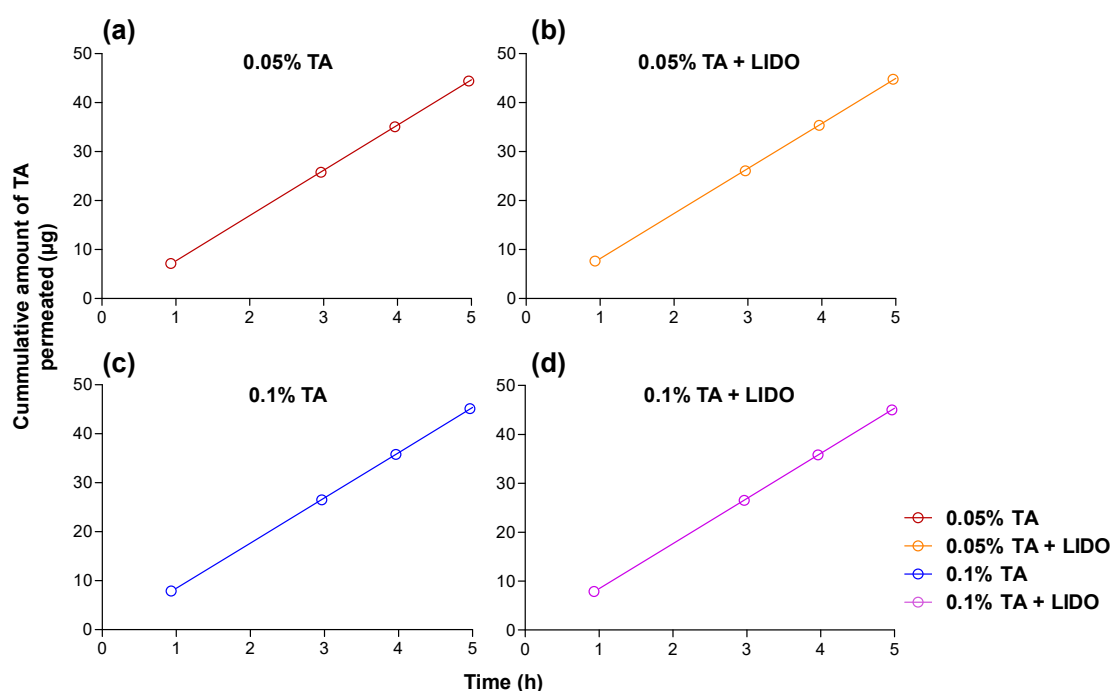 (a)
0.05% TA
50
40
30
20
10
0
0 1 2 3 4 5
(b)
0.05% TA + LIDO
50
40
30
20
10
0
0 1 2 3 4 5
Cummulative amount of TA
permeated (µg)
(c)
0.1% TA
50
40
30
20
10
0
0 1 2 3 4 5
(d)
0.1% TA + LIDO
50
40
30
20
10
0
0 1 2 3 4 5
0.05% TA
0.05% TA + LIDO
0.1% TA
0.1% TA + LIDO
Time (h)